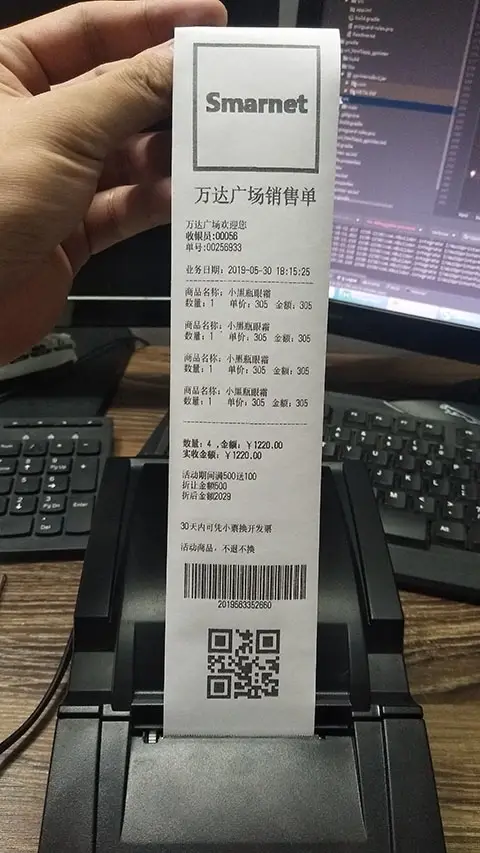 Smarnet
万达广场销售单
万达广场欢迎您
收银员:00056
单号:00256933
业务日期: 2019-05-30 18:15:25
商品名称: 小黑瓶眼霜
数量: 1 单价: 305 金额: 305
商品名称: 小黑瓶眼霜
数量: 1 单价: 305 金额: 305
商品名称: 小黑瓶眼霜
数量: 1 单价: 305 金额: 305
商品名称: 小黑瓶眼霜
数量: 1 单价: 305 金额: 305
数量: 4 ,金额: ¥1220.00
实收金额: ¥1220.00
活动期间满500送100
折让金额500
折后金额2029
30天内可凭小票换开发票
活动商品, 不退不换
2019583352660